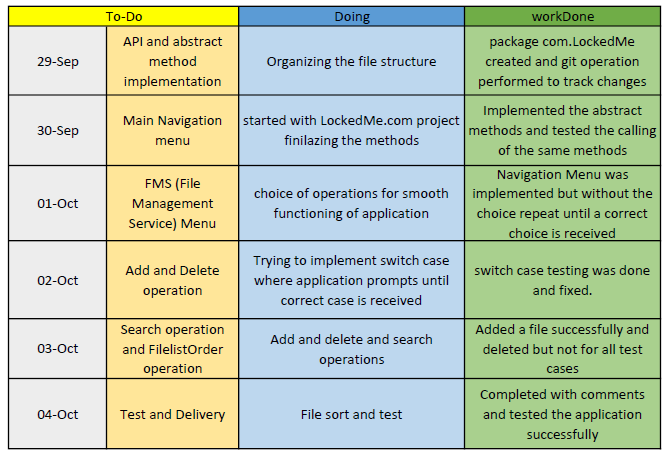 To-Do Doing workDone
29-Sep
API and abstract
method
implementation
Organizing the file structure
package com.LockedMe
created and git operation
performed to track changes
30-Sep
Main Navigation
menu
started with LockedMe.com project
finilazing the methods
Implemented the abstract
methods and tested the calling
of the same methods
01-Oct
FMS (File
Management
Service) Menu
choice of operations for smooth
functioning of application
Navigation Menu was
implemented but without the
choice repeat until a correct
choice is received
02-Oct
Add and Delete
operation
Trying to implement switch case
where application prompts until
correct case is received
switch case testing was done
and fixed.
03-Oct
Search operation
and FilelistOrder
operation
Add and delete and search
operations
Added a file successfully and
deleted but not for all test
cases
04-Oct
Test and Delivery
File sort and test
Completed with comments
and tested the application
successfully